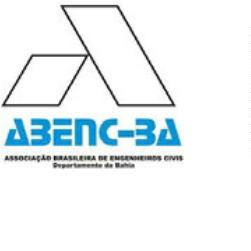 ABENC-BA
ASSOCIAÇÃO BRASILEIRA DE ENGENHEIROS CIVIS
Departamento da Bahia